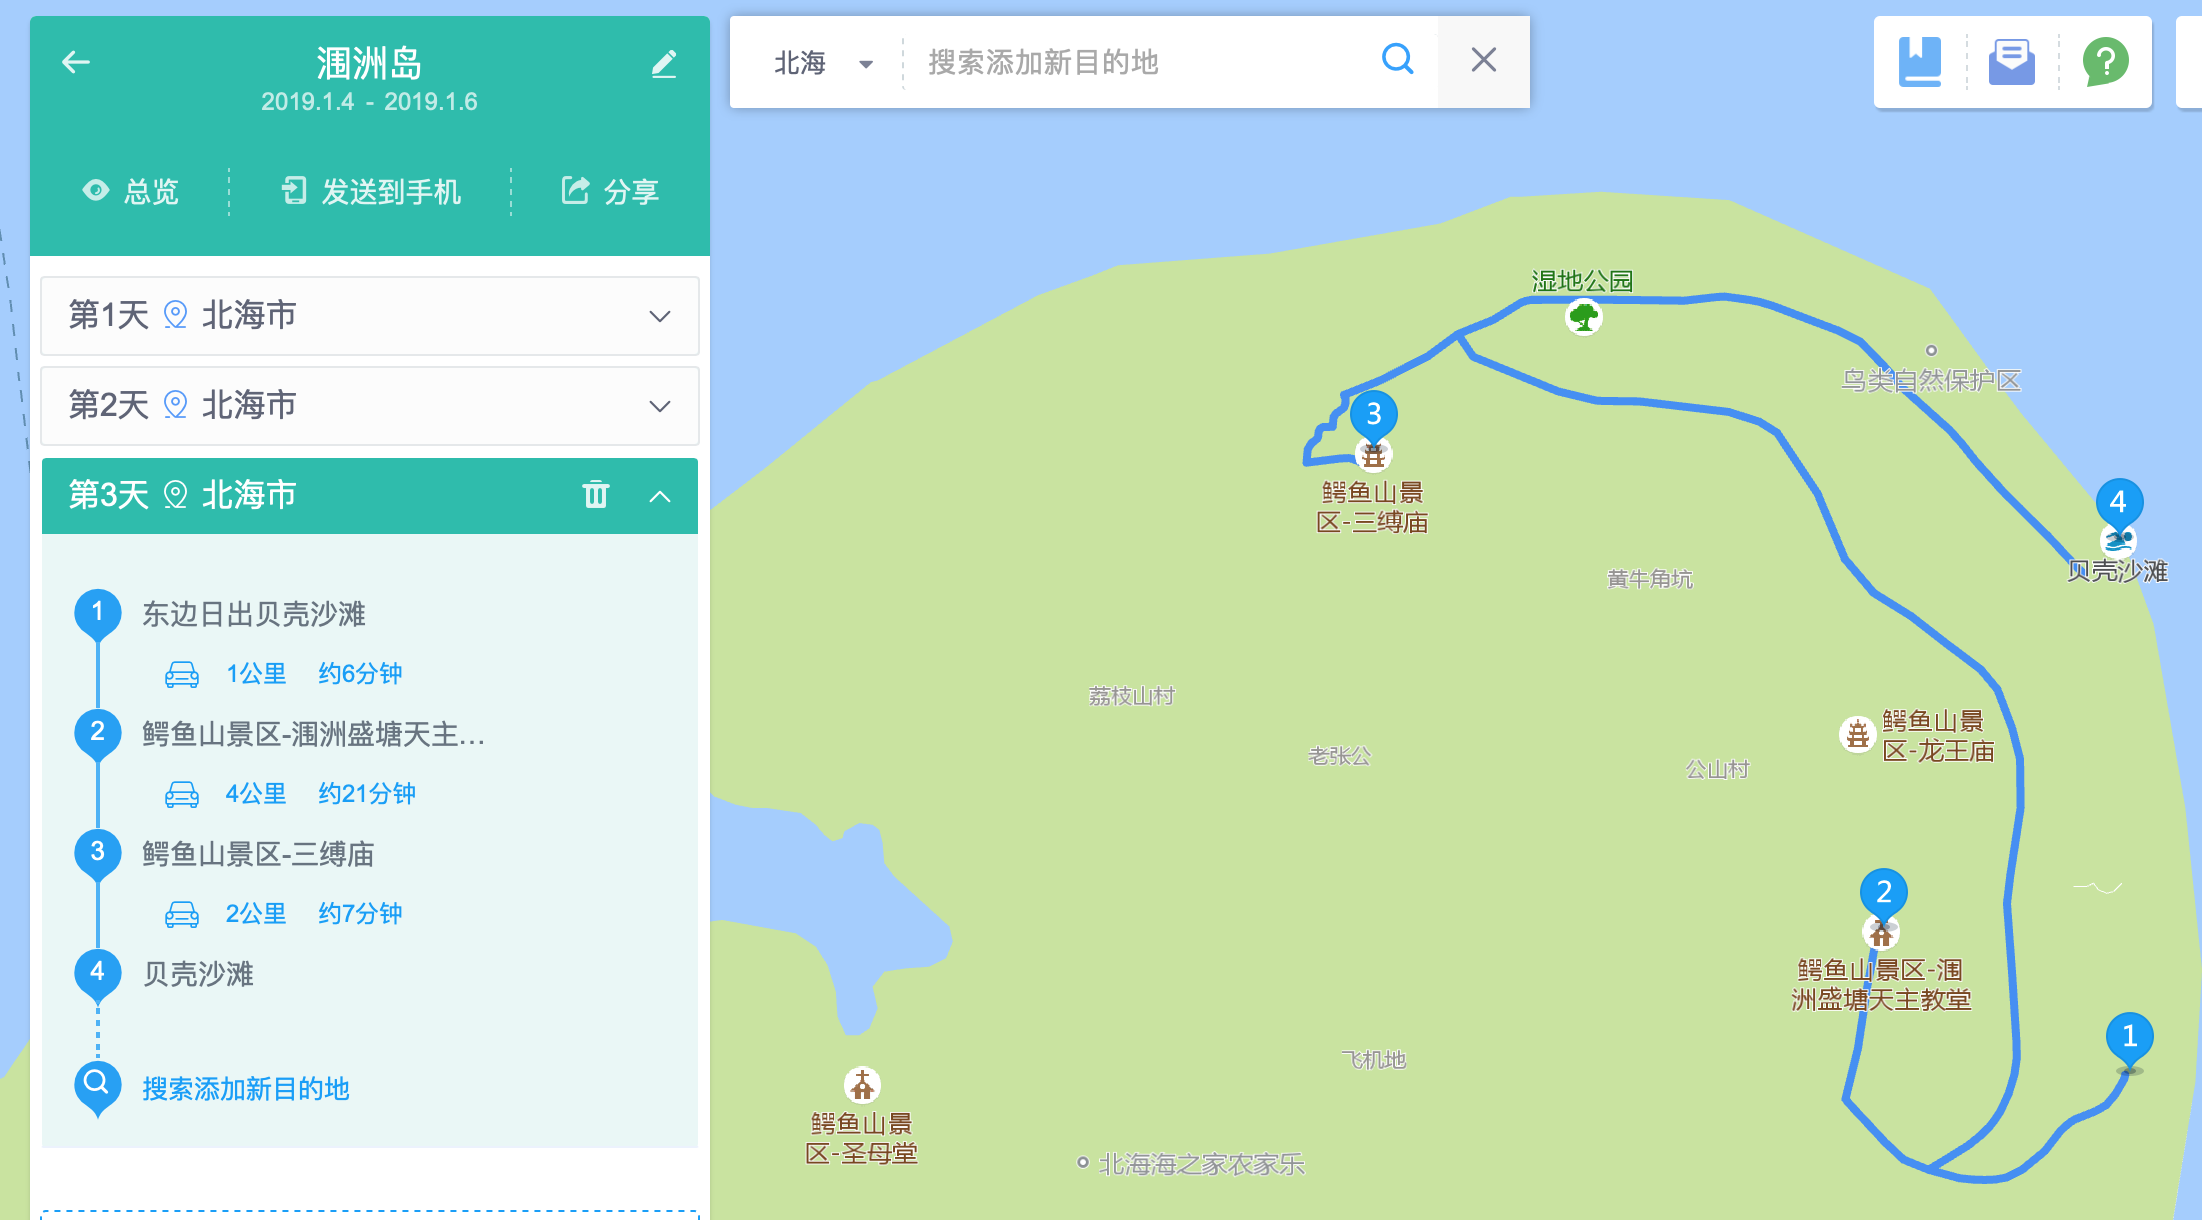 涠洲岛
2019.1.4 - 2019.1.6
总览
发送到手机
分享
第1天 北海市
第2天 北海市
第3天 北海市
1 东边日出贝壳沙滩
1公里 约6分钟
2 鳄鱼山景区-涠洲盛塘天主...
4公里 约21分钟
3 鳄鱼山景区-三缚庙
2公里 约7分钟
4 贝壳沙滩
搜索添加新目的地
北海 搜索添加新目的地
?
湿地公园
鸟类自然保护区
3
鳄鱼山景
区-三缚庙
4
贝壳沙滩
黄牛角坑
荔枝山村
老张公
公山村
鳄鱼山景
区-龙王庙
2
鳄鱼山景区-涠
洲盛塘天主教堂
1
飞机地
鳄鱼山景
区-圣母堂
北海海之家农家乐